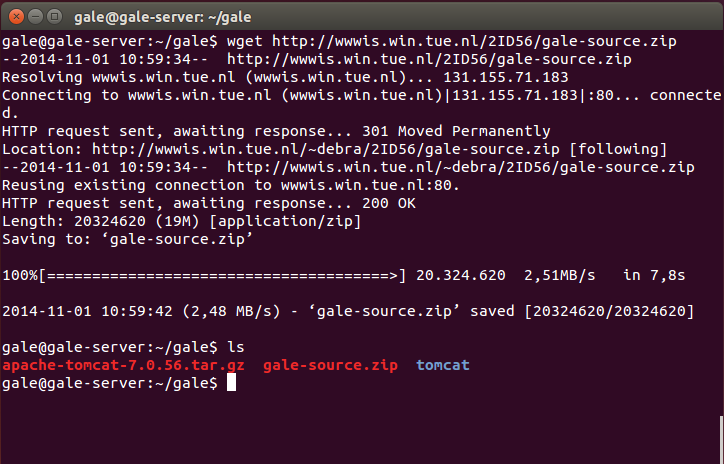 gale@gale-server: ~/gale
gale@gale-server:~/gale$ wget http://wwwis.win.tue.nl/2ID56/gale-source.zip
--2014-11-01 10:59:34--  http://wwwis.win.tue.nl/2ID56/gale-source.zip
Resolving wwwis.win.tue.nl (wwwis.win.tue.nl)... 131.155.71.183
Connecting to wwwis.win.tue.nl (wwwis.win.tue.nl)|131.155.71.183|:80... connecte
d.
HTTP request sent, awaiting response... 301 Moved Permanently
Location: http://wwwis.win.tue.nl/~debra/2ID56/gale-source.zip [following]
--2014-11-01 10:59:34--  http://wwwis.win.tue.nl/~debra/2ID56/gale-source.zip
Reusing existing connection to wwwis.win.tue.nl:80.
HTTP request sent, awaiting response... 200 OK
Length: 20324620 (19M) [application/zip]
Saving to: ‘gale-source.zip’
100%[======================================>] 20.324.620  2,51MB/s   in 7,8s
2014-11-01 10:59:42 (2,48 MB/s) - ‘gale-source.zip’ saved [20324620/20324620]
gale@gale-server:~/gale$ ls
apache-tomcat-7.0.56.tar.gz  gale-source.zip  tomcat
gale@gale-server:~/gale$